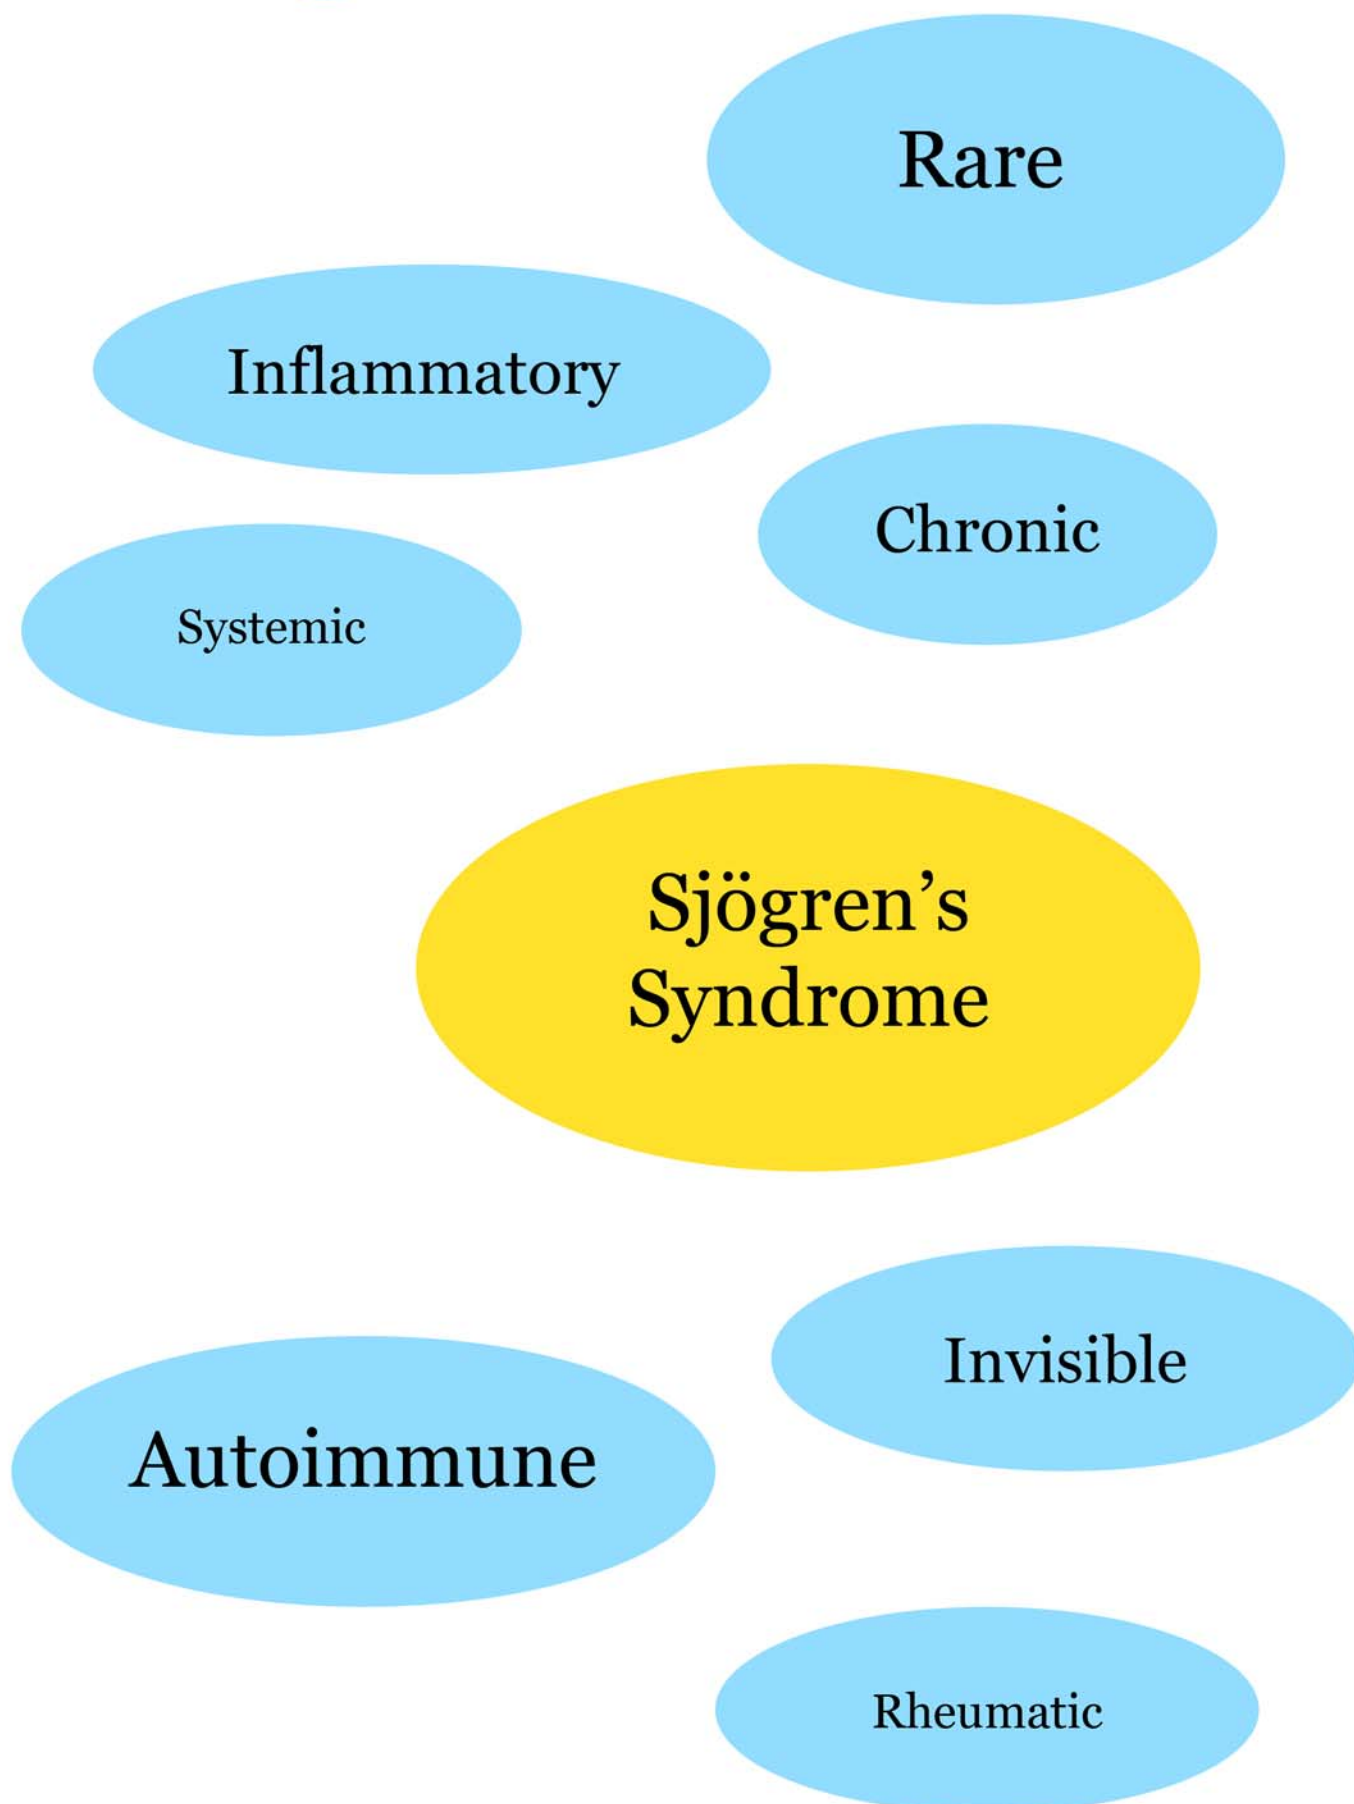 Rare
Inflammatory
Chronic
Systemic
Sjögren’s
Syndrome
Invisible
Autoimmune
Rheumatic